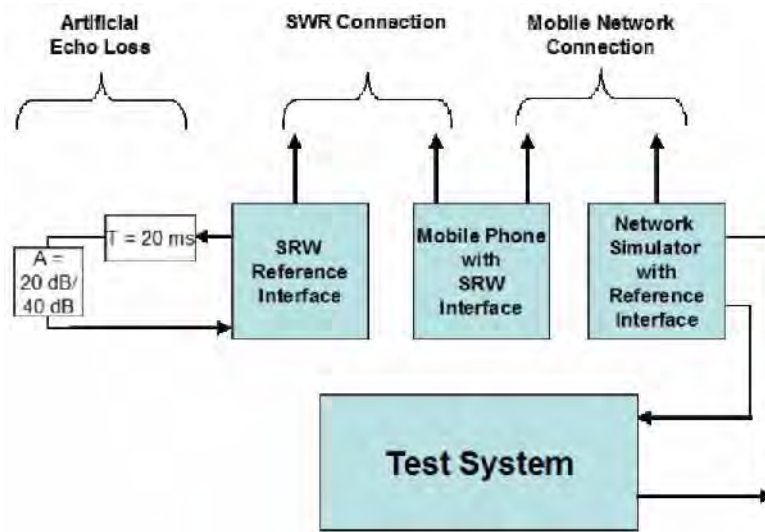 Artificial
Echo Loss
SWR Connection
Mobile Network
Connection
T = 20 ms
A =
20 dB/
40 dB
SRW
Reference
Interface
Mobile Phone
with
SRW
Interface
Network
Simulator
with
Reference
Interface
Test System